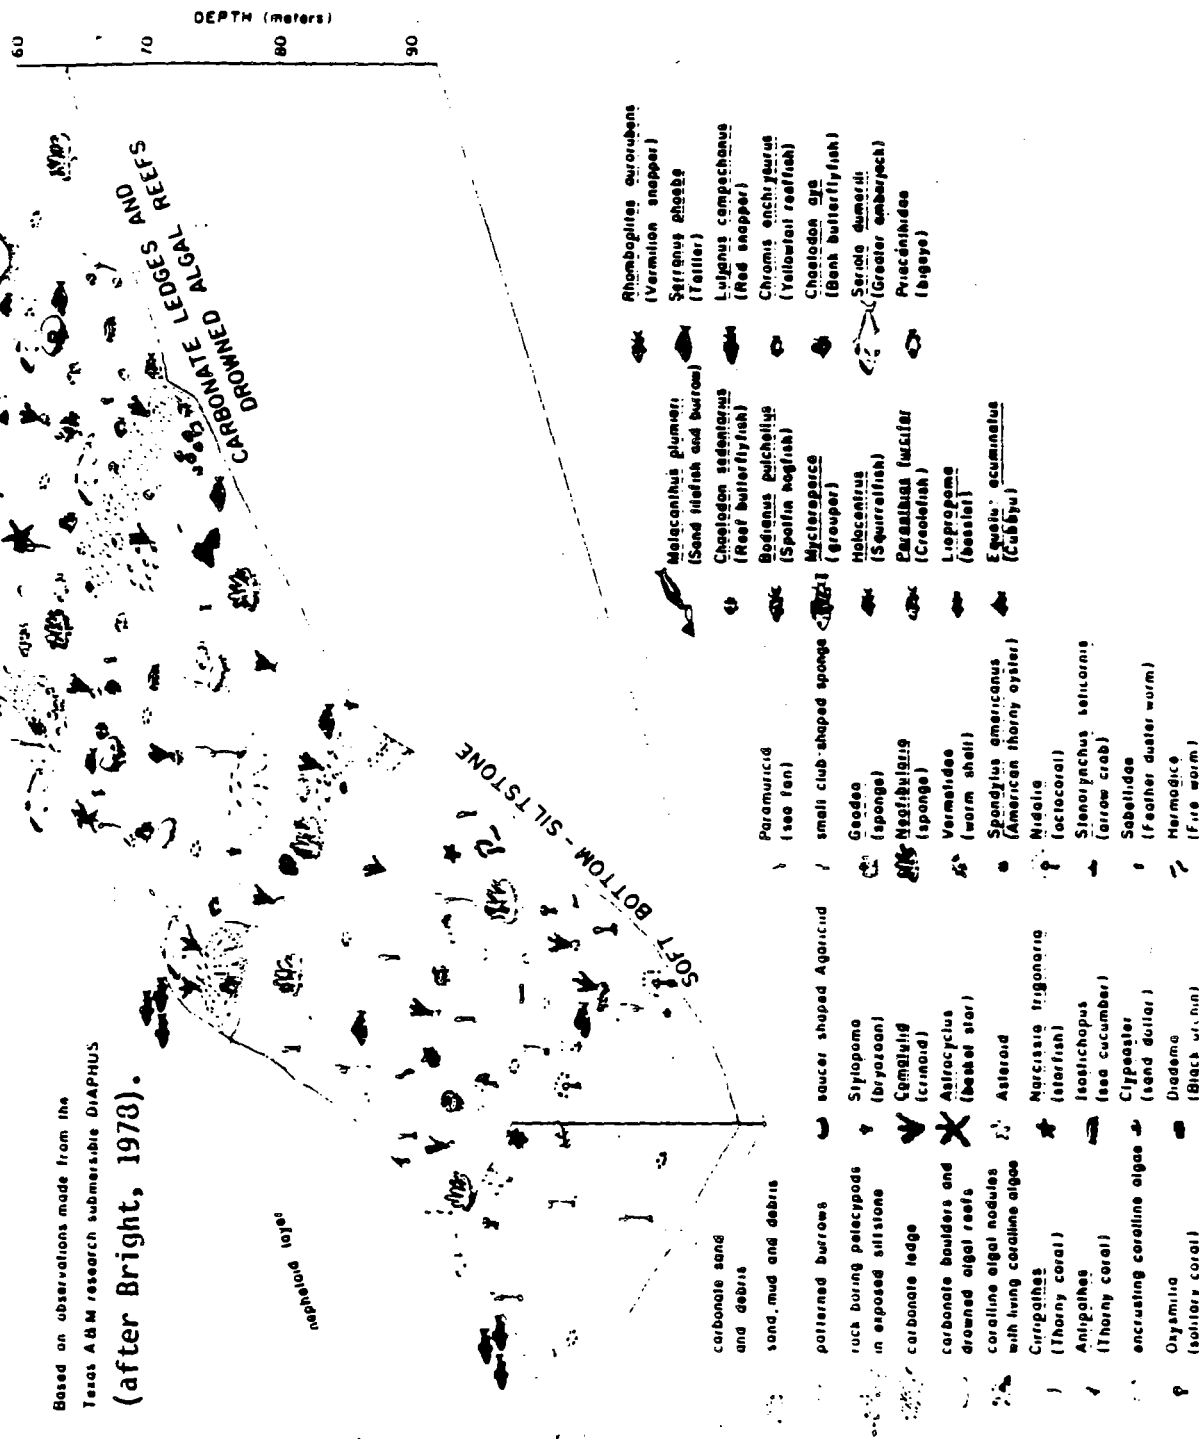 Based on observations made from the
Texas A&M research submersible DIAPHUS
(after Bright, 1978).
nepheloid layer
DEPTH (meters)
60
70
80
90
CARBONATE LEDGES AND
DROWNED ALGAL REEFS
SOFT BOTTOM - SILTSTONE
carbonate sand
and debris
sand, mud and debris
patterned burrows
rock boring pelecypods
in exposed siltstone
carbonate ledge
carbonate boulders and
drowned algal reefs
coralline algal nodules
with living coralline algae
Cirripathes
(Thorny coral)
Antipathes
(Thorny coral)
encrusting coralline algae
Oxysmilia
(solitary coral)
saucer shaped Agariciid
Stylopoma
(bryozoan)
Comatulid
(crinoid)
Astrocyclus
(basket star)
Asteroid
Narcissia trigonaria
(starfish)
Isostichopus
(sea cucumber)
Clypeaster
(sand dollar)
Diadema
(Black urchin)
Paramuricid
(sea fan)
small club-shaped sponge
Geodea
(sponge)
Neofibularia
(sponge)
Vermetidae
(worm shell)
Spondylus americanus
(American thorny oyster)
Nidalia
(octocoral)
Stenorynchus seticornis
(arrow crab)
Sabellidae
(Feather duster worm)
Hermodice
(Fire worm)
Malacanthus plumieri
(Sand tilefish and burrow)
Chaetodon sedentarius
(Reef butterflyfish)
Bodianus pulchellus
(Spotfin hogfish)
Mycteroperca
(grouper)
Holocentrus
(Squirrelfish)
Paranthias furcifer
(Creolefish)
Liopropoma
(basslet)
Equetus acuminatus
(Cubbyu)
Rhomboplites aurorubens
(Vermilion snapper)
Serranus phoebe
(Tattler)
Lutjanus campechanus
(Red snapper)
Chromis enchrysurus
(Yellowtail reeffish)
Chaetodon aya
(Bank butterflyfish)
Seriola dumerili
(Greater amberjack)
Priacanthidae
(bigeye)